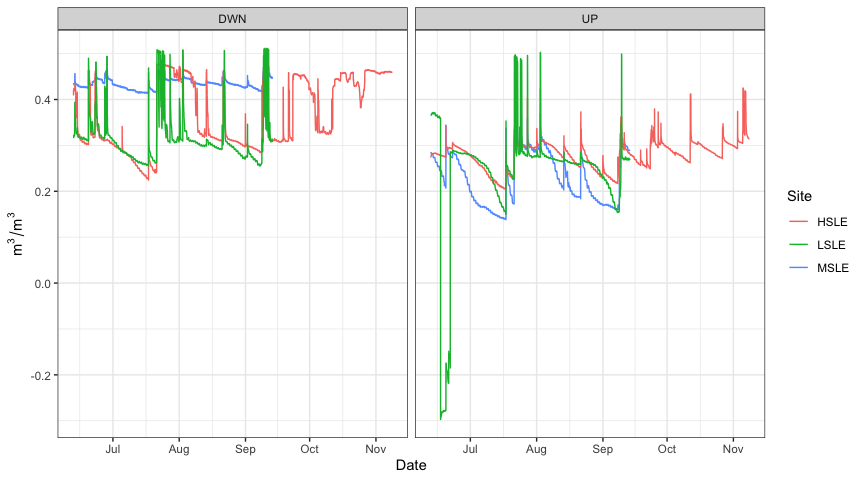 DWN UP
0.4
0.2
0.0
-0.2
m³/m³
Jul Aug Sep Oct Nov Jul Aug Sep Oct Nov
Date
Site
HSLE
LSLE
MSLE